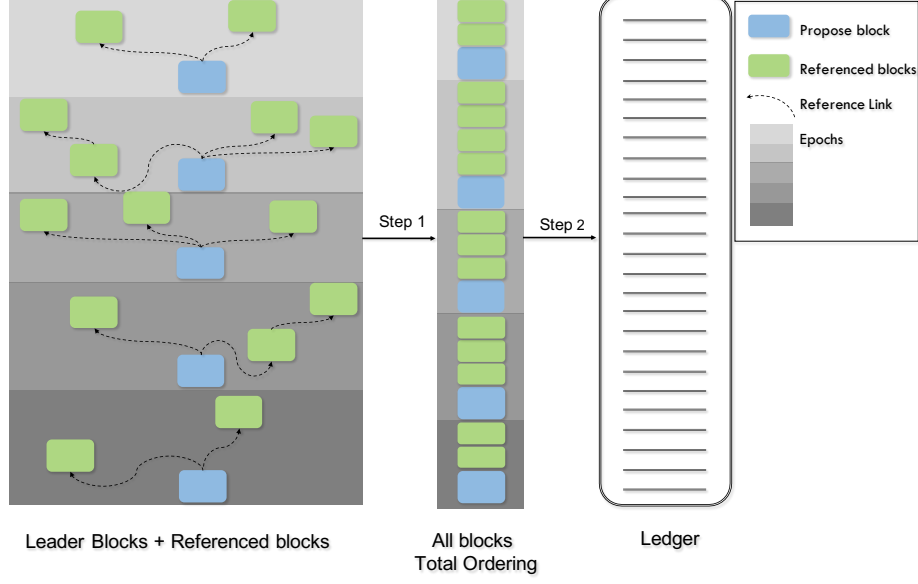 Propose block
Referenced blocks
Reference Link
Epochs
Step 1
Step 2
Leader Blocks + Referenced blocks
All blocks
Total Ordering
Ledger